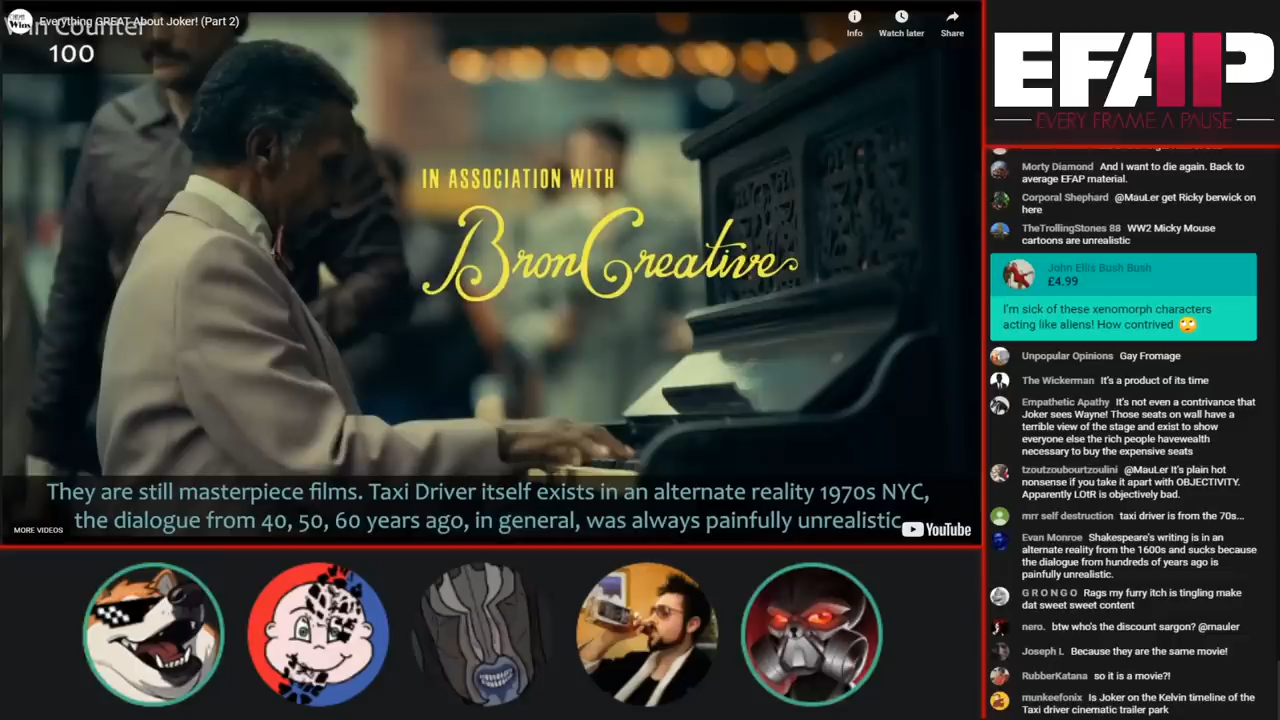 Everything GREAT About Joker! (Part 2)
Win Counter
100
Info
Watch later
Share
IN ASSOCIATION WITH
BronCreative
They are still masterpiece films. Taxi Driver itself exists in an alternate reality 1970s NYC,
the dialogue from 40, 50, 60 years ago, in general, was always painfully unrealistic
MORE VIDEOS
YouTube
EFAP
EVERY FRAME A PAUSE
Morty Diamond And I want to die again. Back to
average EFAP material.
Corporal Shephard @MauLer get Ricky berwick on
here
TheTrollingStones 88 WW2 Micky Mouse
cartoons are unrealistic
John Ellis Bush Bush
£4.99
I'm sick of these xenomorph characters
acting like aliens! How contrived 🙄
Unpopular Opinions Gay Fromage
The Wickerman It's a product of its time
Empathetic Apathy It's not even a contrivance that
Joker sees Wayne! Those seats on wall have a
terrible view of the stage and exist to show
everyone else the rich people havewealth
necessary to buy the expensive seats
tzoutzoubourtzoulini @MauLer It's plain hot
nonsense if you take it apart with OBJECTIVITY.
Apparently LOtR is objectively bad.
mrr self destruction taxi driver is from the 70s...
Evan Monroe Shakespeare's writing is in an
alternate reality from the 1600s and sucks because
the dialogue from hundreds of years ago is
painfully unrealistic.
G R O N G O Rags my furry itch is tingling make
dat sweet sweet content
nero. btw who's the discount sargon? @mauler
Joseph L Because they are the same movie!
RubberKatana so it is a movie?!
munkeefonix Is Joker on the Kelvin timeline of the
Taxi driver cinematic trailer park